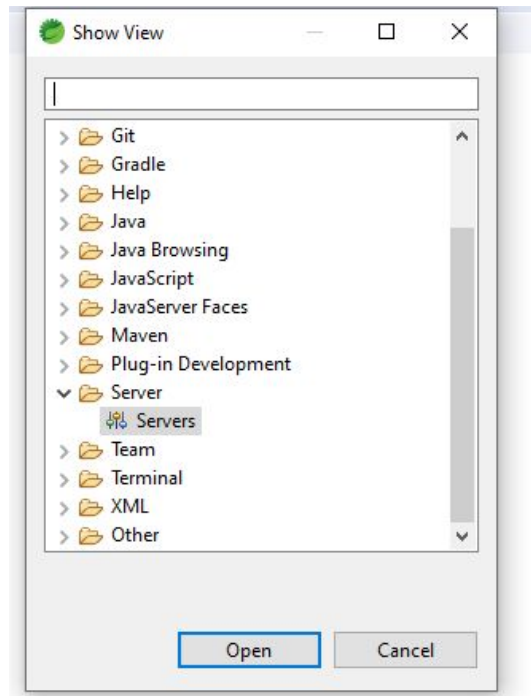 Show View
Git
Gradle
Help
Java
Java Browsing
JavaScript
JavaServer Faces
Maven
Plug-in Development
Server
Servers
Team
Terminal
XML
Other
Open Cancel